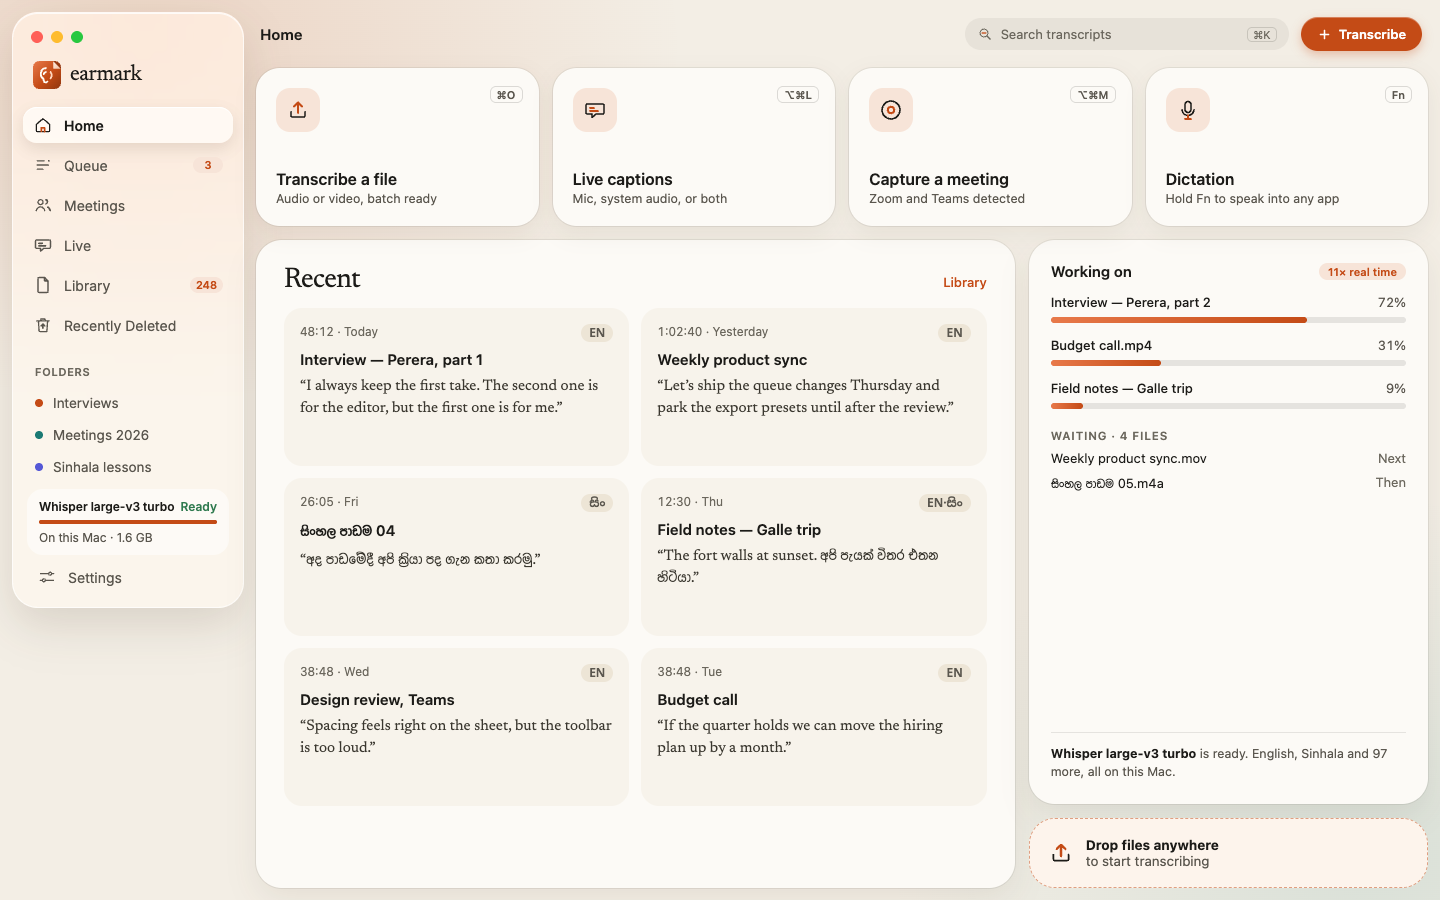 earmark
Home
Queue 3
Meetings
Live
Library 248
Recently Deleted
FOLDERS
Interviews
Meetings 2026
Sinhala lessons
Whisper large-v3 turbo Ready
On this Mac · 1.6 GB
Settings
Home
Search transcripts ⌘K
+ Transcribe
⌘O
Transcribe a file
Audio or video, batch ready
⌥⌘L
Live captions
Mic, system audio, or both
⌥⌘M
Capture a meeting
Zoom and Teams detected
Fn
Dictation
Hold Fn to speak into any app
Recent
Library
48:12 · Today EN
Interview — Perera, part 1
“I always keep the first take. The second one is
for the editor, but the first one is for me.”
1:02:40 · Yesterday EN
Weekly product sync
“Let’s ship the queue changes Thursday and
park the export presets until after the review.”
26:05 · Fri සිං
සිංහල පාඩම 04
“අද පාඩමේදී අපි ක්‍රියා පද ගැන කතා කරමු.”
12:30 · Thu EN·සිං
Field notes — Galle trip
“The fort walls at sunset. අපි පැයක් විතර එතන
හිටියා.”
38:48 · Wed EN
Design review, Teams
“Spacing feels right on the sheet, but the toolbar
is too loud.”
38:48 · Tue EN
Budget call
“If the quarter holds we can move the hiring
plan up by a month.”
Working on 11× real time
Interview — Perera, part 2 72%
Budget call.mp4 31%
Field notes — Galle trip 9%
WAITING · 4 FILES
Weekly product sync.mov Next
සිංහල පාඩම 05.m4a Then
Whisper large-v3 turbo is ready. English, Sinhala and 97
more, all on this Mac.
Drop files anywhere
to start transcribing